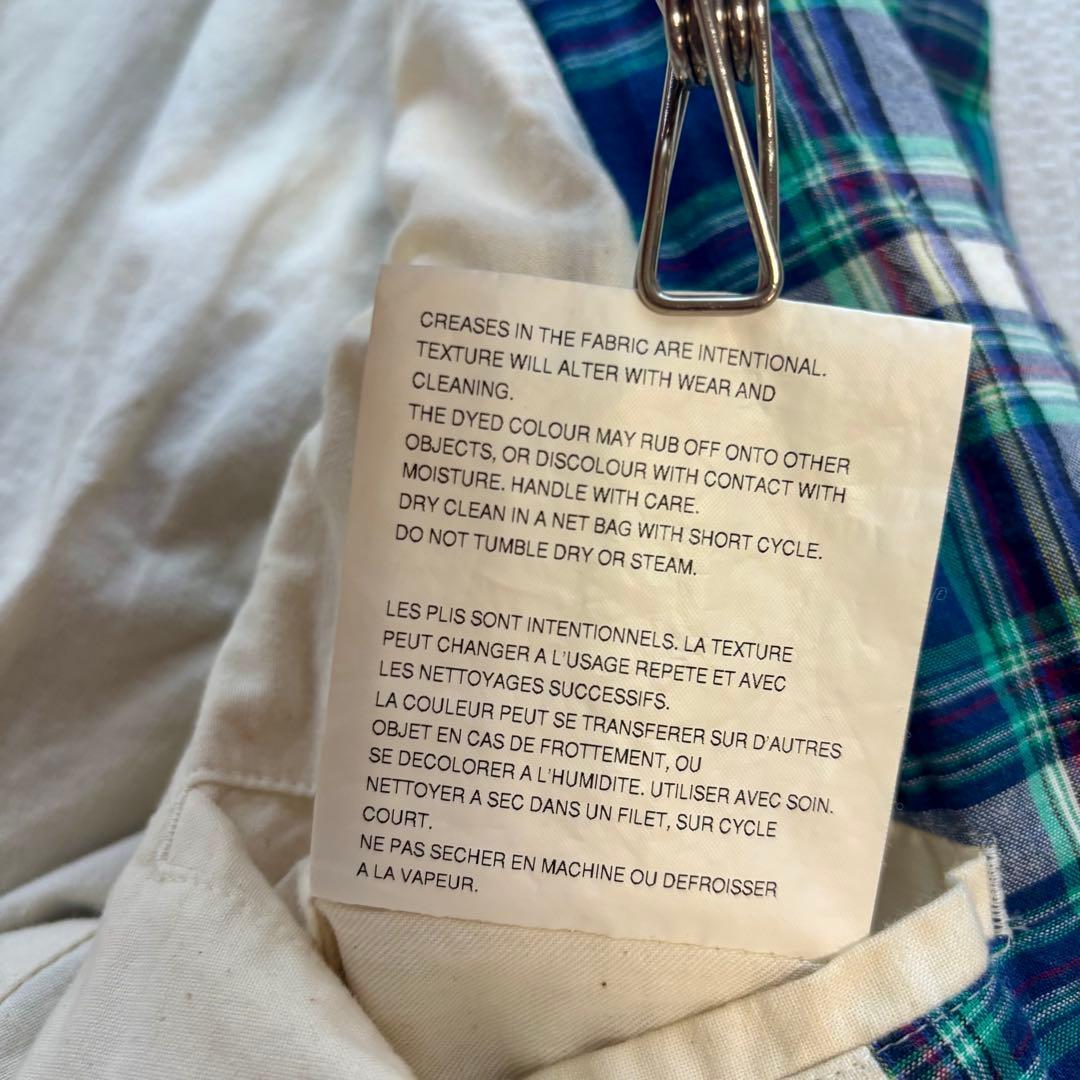 CREASES IN THE FABRIC ARE INTENTIONAL.
TEXTURE WILL ALTER WITH WEAR AND
CLEANING.
THE DYED COLOUR MAY RUB OFF ONTO OTHER
OBJECTS, OR DISCOLOUR WITH CONTACT WITH
MOISTURE. HANDLE WITH CARE.
DRY CLEAN IN A NET BAG WITH SHORT CYCLE.
DO NOT TUMBLE DRY OR STEAM.
LES PLIS SONT INTENTIONNELS. LA TEXTURE
PEUT CHANGER A L'USAGE REPETE ET AVEC
LES NETTOYAGES SUCCESSIFS.
LA COULEUR PEUT SE TRANSFERER SUR D'AUTRES
OBJET EN CAS DE FROTTEMENT, OU
SE DECOLORER A L'HUMIDITE. UTILISER AVEC SOIN.
NETTOYER A SEC DANS UN FILET, SUR CYCLE
COURT.
NE PAS SECHER EN MACHINE OU DEFROISSER
A LA VAPEUR.